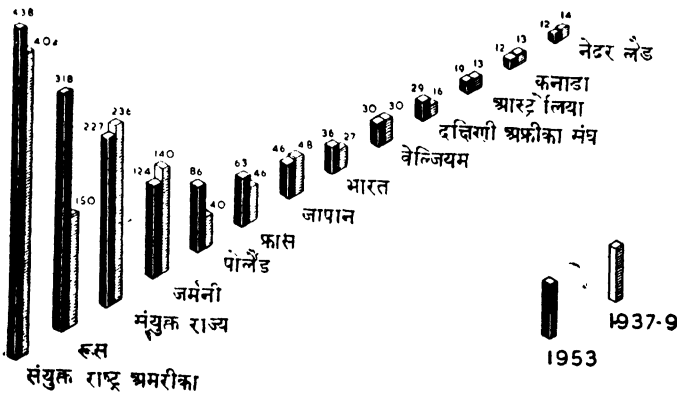 438
404
318
150
227
236
124
140
86
40
63
46
46
48
36
27
30
30
29
16
19
13
12
13
12
14
संयुक्त राष्ट्र अमरीका
रूस
संयुक्त राज्य
जर्मनी
पोलैंड
फ्रांस
जापान
भारत
वेल्जियम
दक्षिणी अफ्रीका संघ
आस्ट्रेलिया
कनाडा
नेदर लैंड
1953
1937-9